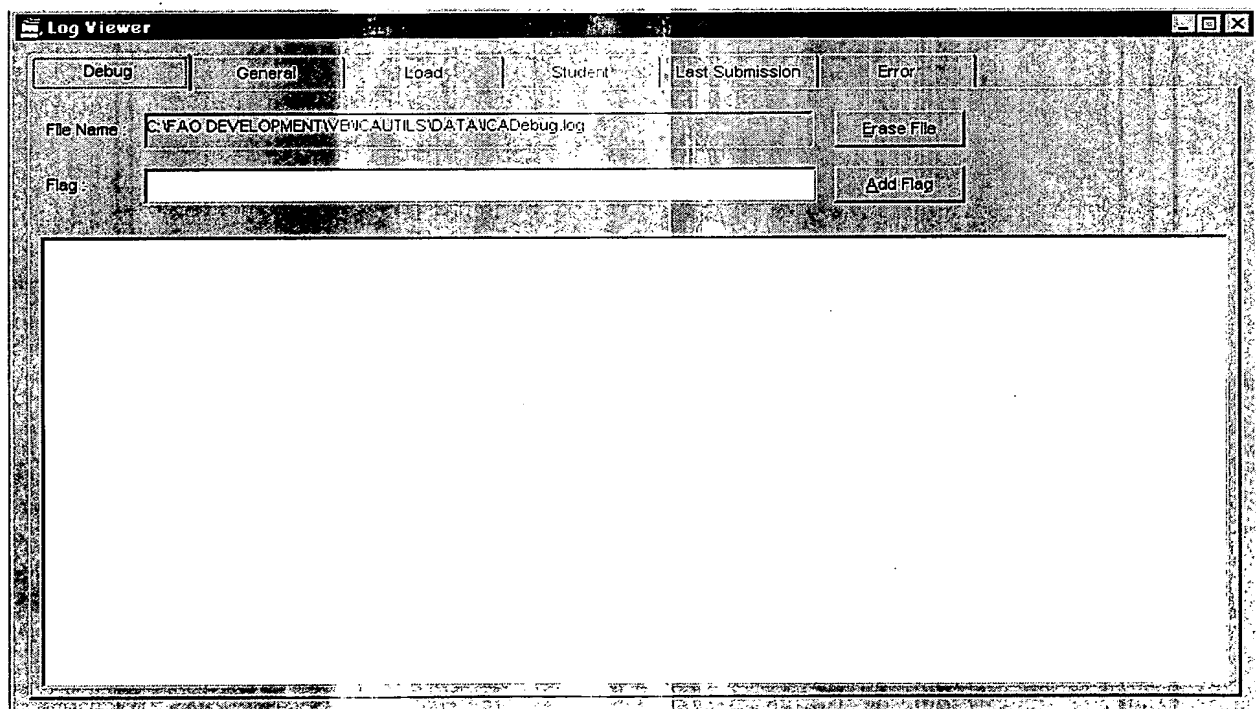 Log Viewer
Debug General Load Student Last Submission Error
File Name : C:\FAO DEVELOPMENT\VB\ICAUTILS\DATA\ICADebug.log Erase File
Flag : Add Flag